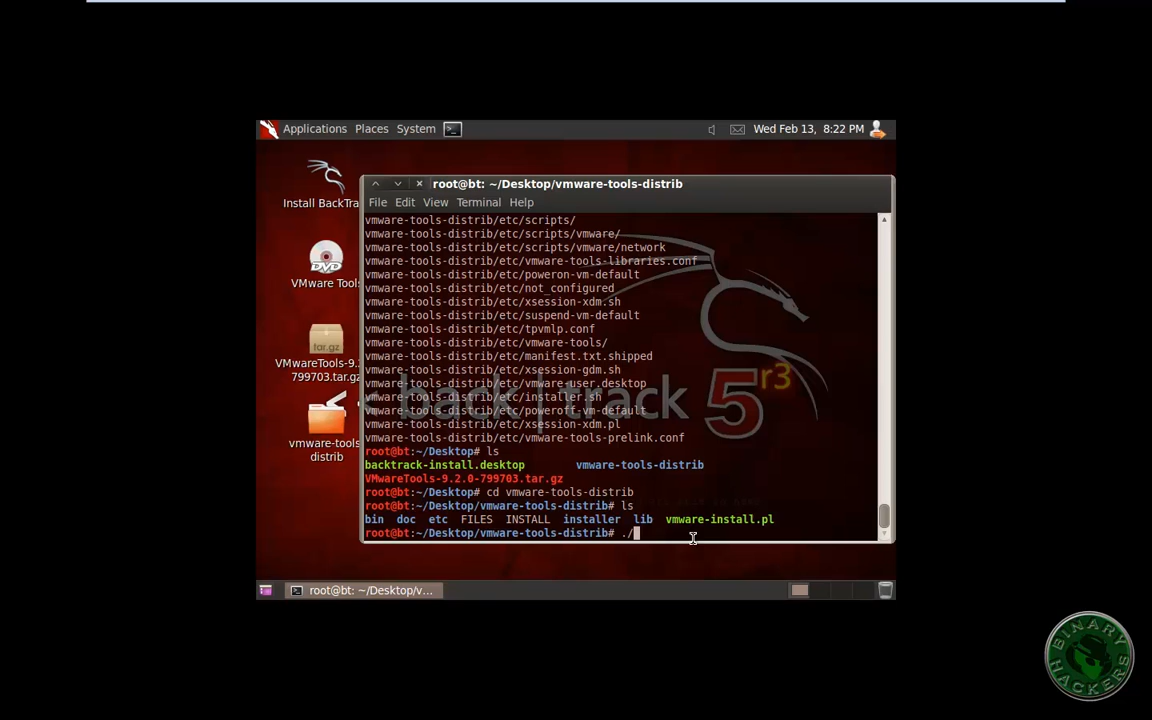 Applications Places System
Wed Feb 13, 8:22 PM
Install BackTra
VMware Tools
tar.gz
VMwareTools-9.2
799703.tar.gz
vmware-tools-
distrib
root@bt: ~/Desktop/vmware-tools-distrib
File Edit View Terminal Help
vmware-tools-distrib/etc/scripts/
vmware-tools-distrib/etc/scripts/vmware/
vmware-tools-distrib/etc/scripts/vmware/network
vmware-tools-distrib/etc/vmware-tools-libraries.conf
vmware-tools-distrib/etc/poweron-vm-default
vmware-tools-distrib/etc/not_configured
vmware-tools-distrib/etc/xsession-xdm.sh
vmware-tools-distrib/etc/suspend-vm-default
vmware-tools-distrib/etc/tpvmlp.conf
vmware-tools-distrib/etc/vmware-tools/
vmware-tools-distrib/etc/manifest.txt.shipped
vmware-tools-distrib/etc/xsession-gdm.sh
vmware-tools-distrib/etc/vmware-user.desktop
vmware-tools-distrib/etc/installer.sh
vmware-tools-distrib/etc/poweroff-vm-default
vmware-tools-distrib/etc/xsession-xdm.pl
vmware-tools-distrib/etc/vmware-tools-prelink.conf
root@bt:~/Desktop# ls
backtrack-install.desktop vmware-tools-distrib
VMwareTools-9.2.0-799703.tar.gz
root@bt:~/Desktop# cd vmware-tools-distrib
root@bt:~/Desktop/vmware-tools-distrib# ls
bin doc etc FILES INSTALL installer lib vmware-install.pl
root@bt:~/Desktop/vmware-tools-distrib# ./
<< back | track 5 r3
root@bt: ~/Desktop/v...
BINARY
HACKERS